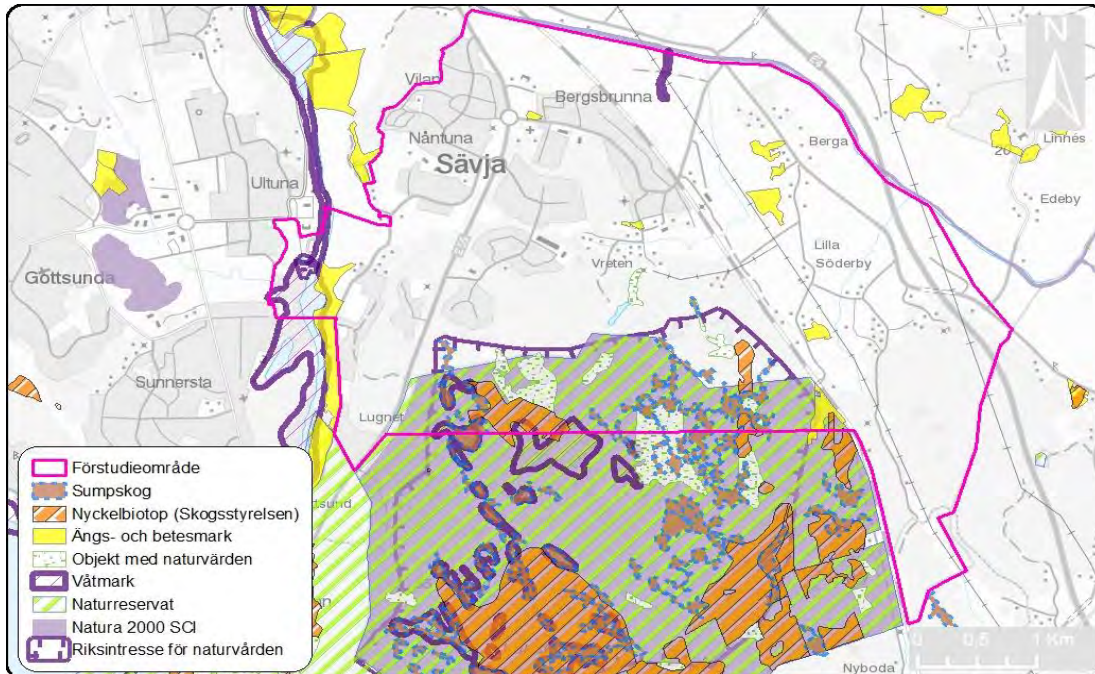 N
Vilan
Bergsbrunna
Nåntuna
Sävja
Berga
Linnés
Ultuna
Edeby
Göttsunda
Vreten
Lilla
Söderby
Sunnersta
Lugnet
Förstudieområde
Sumpskog
Nyckelbiotop (Skogsstyrelsen)
Ängs- och betesmark
Objekt med naturvärden
Våtmark
Naturreservat
Natura 2000 SCI
Riksintresse för naturvården
0 0,5 1 Km
Nyboda